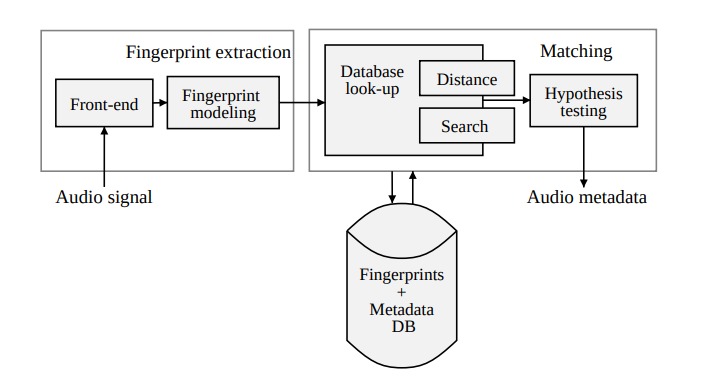 Fingerprint extraction
Front-end
Fingerprint
modeling
Audio signal
Matching
Database
look-up
Distance
Search
Hypothesis
testing
Audio metadata
Fingerprints
+
Metadata
DB